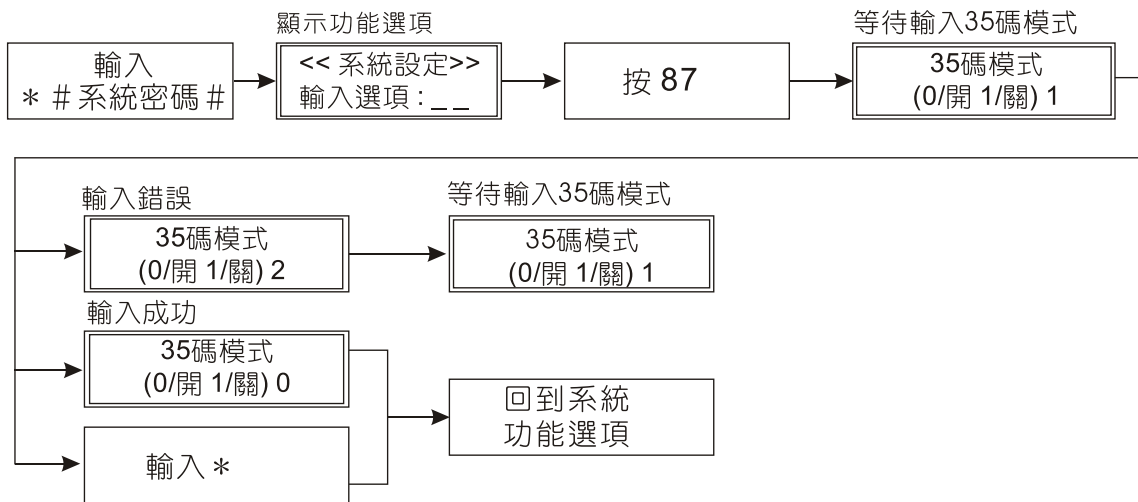 顯示功能選項
等待輸入35碼模式
輸入
＊＃系統密碼＃
<< 系統設定>>
輸入選項：_ _
按 87
35碼模式
(0/開 1/關) 1
輸入錯誤
35碼模式
(0/開 1/關) 2
等待輸入35碼模式
35碼模式
(0/開 1/關) 1
輸入成功
35碼模式
(0/開 1/關) 0
輸入＊
回到系統
功能選項